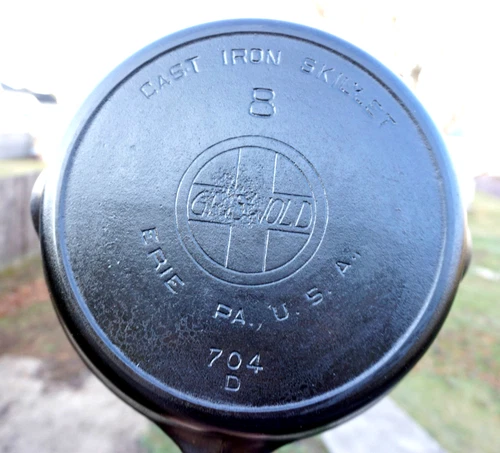 CAST IRON SKILLET
8
GRISWOLD
ERIE PA., U.S.A.
704
D